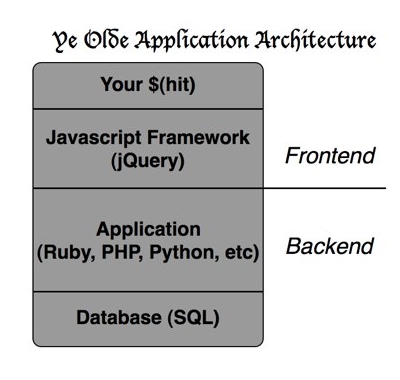 Ye Olde Application Architecture
Your $(hit)
Javascript Framework
(jQuery)
Frontend
Application
(Ruby, PHP, Python, etc)
Backend
Database (SQL)